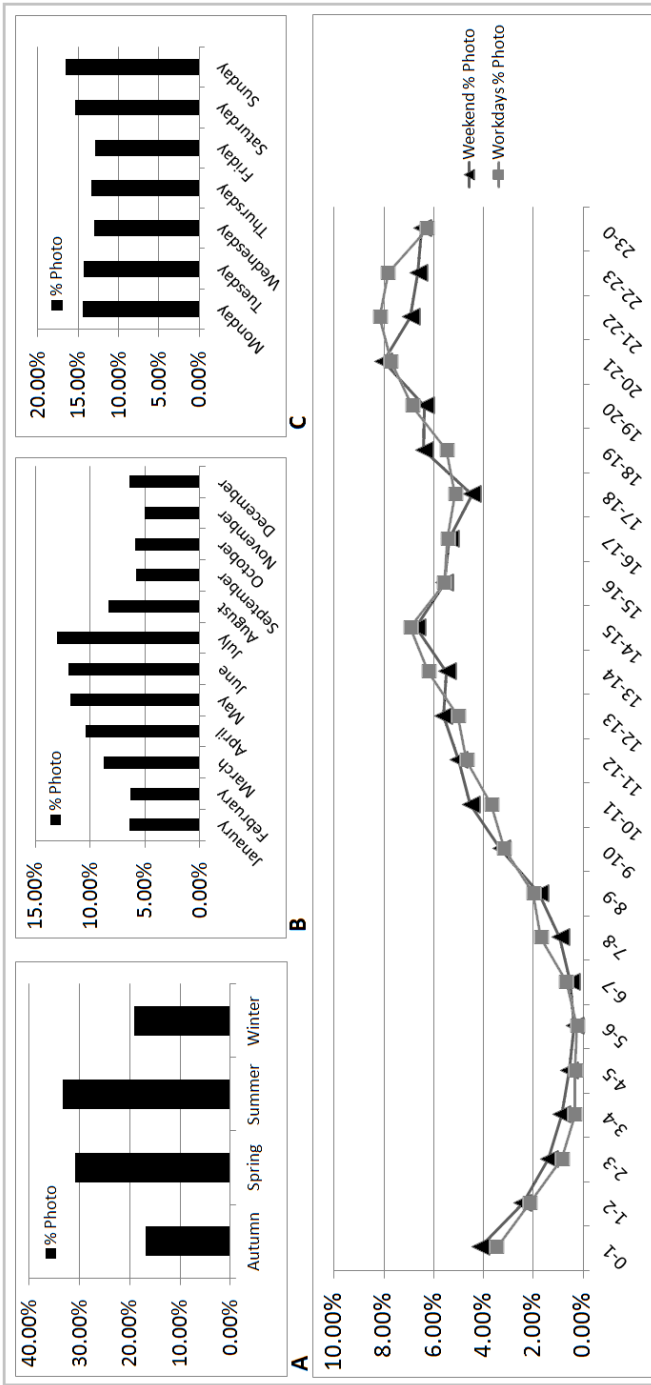 40.00%
30.00%
20.00%
10.00%
0.00%
% Photo
Autumn Spring Summer Winter
A
15.00%
10.00%
5.00%
0.00%
% Photo
Janaury February March April May June July August September October November December
B
20.00%
15.00%
10.00%
5.00%
0.00%
% Photo
Monday Tuesday Wednesday Thursday Friday Saturday Sunday
C
10.00%
8.00%
6.00%
4.00%
2.00%
0.00%
0-1 1-2 2-3 3-4 4-5 5-6 6-7 7-8 8-9 9-10 10-11 11-12 12-13 13-14 14-15 15-16 16-17 17-18 18-19 19-20 20-21 21-22 22-23 23-0
Weekend % Photo
Workdays % Photo